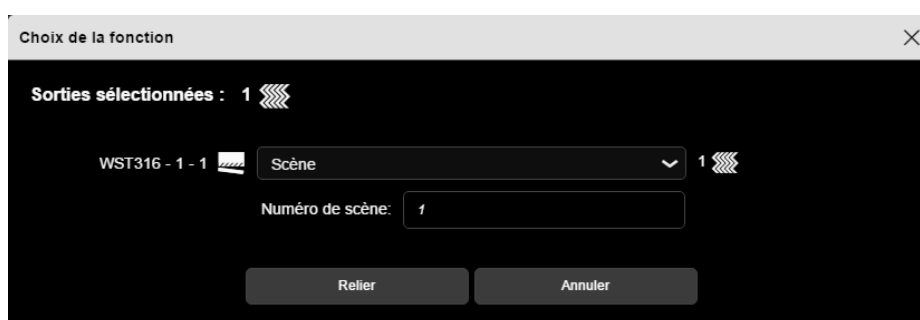 Choix de la fonction
Sorties sélectionnées : 1
WST316 - 1 - 1 Scène 1
Numéro de scène: 1
Relier Annuler